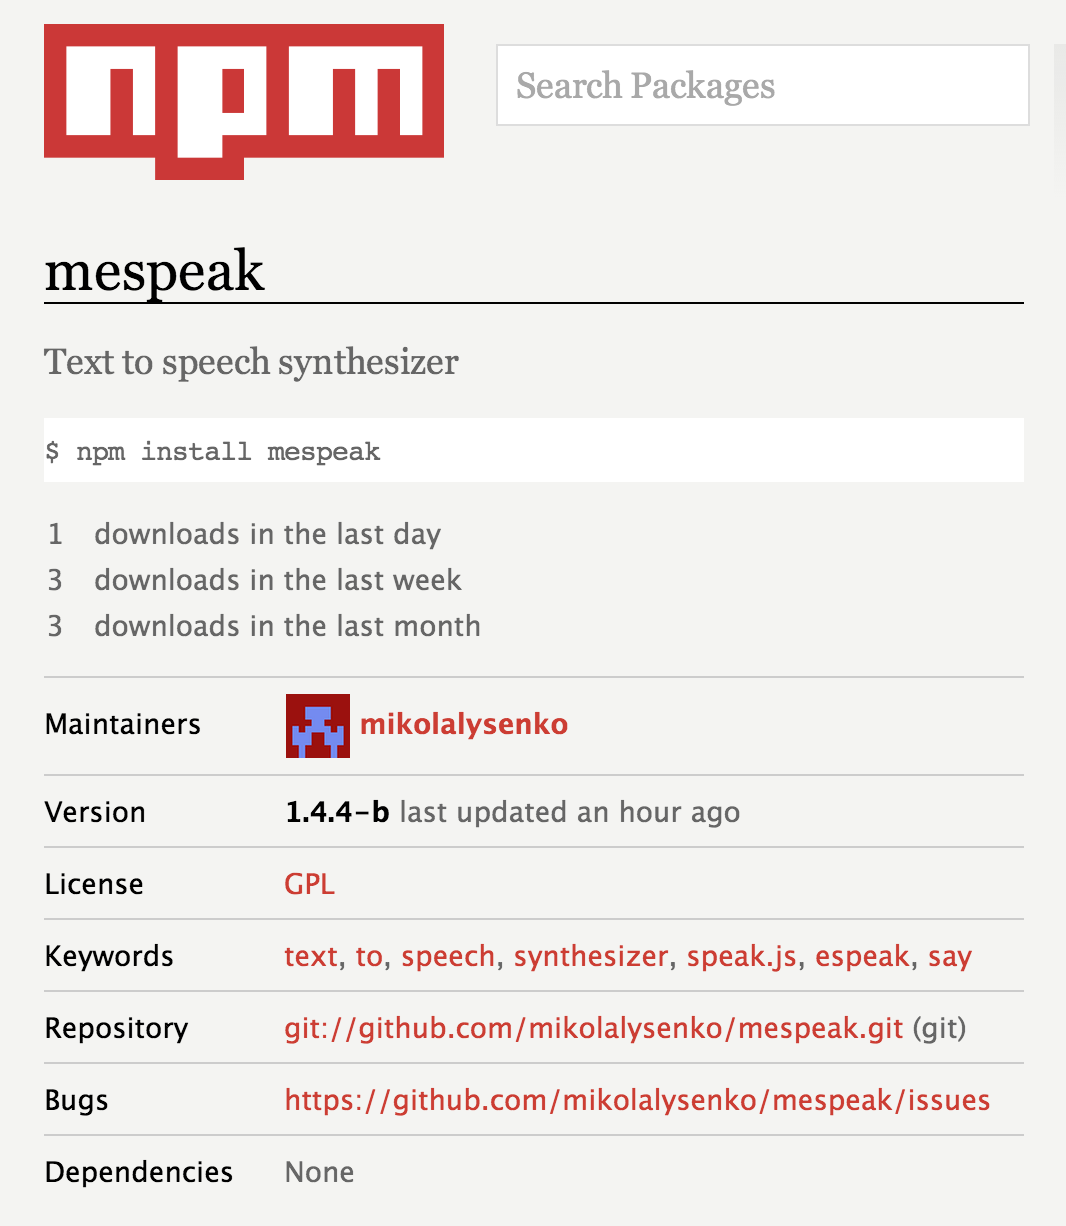 npm
Search Packages
mespeak
Text to speech synthesizer
$ npm install mespeak
1 downloads in the last day
3 downloads in the last week
3 downloads in the last month
Maintainers mikolalysenko
Version 1.4.4-b last updated an hour ago
License GPL
Keywords text, to, speech, synthesizer, speak.js, espeak, say
Repository git://github.com/mikolalysenko/mespeak.git (git)
Bugs https://github.com/mikolalysenko/mespeak/issues
Dependencies None